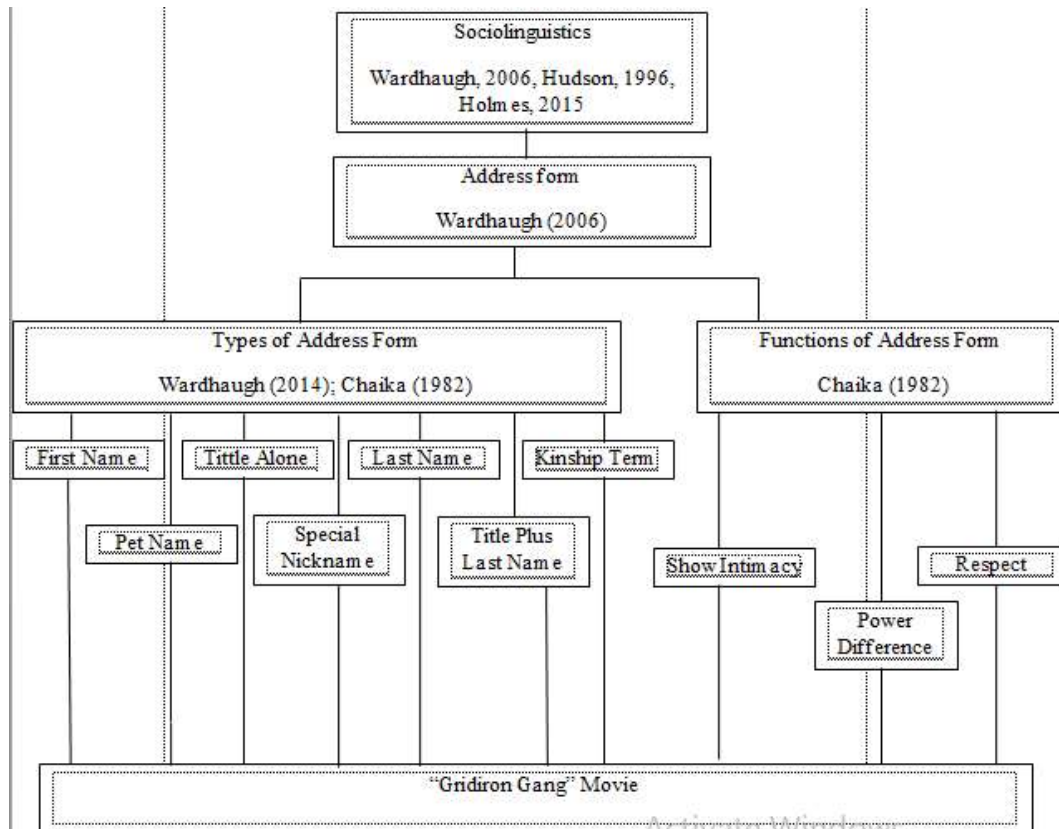 Sociolinguistics
Wardhaugh, 2006, Hudson, 1996,
Holmes, 2015
Address form
Wardhaugh (2006)
Types of Address Form
Wardhaugh (2014); Chaika (1982)
Functions of Address Form
Chaika (1982)
First Name
Tittle Alone
Last Name
Kinship Term
Pet Name
Special
Nickname
Title Plus
Last Name
Show Intimacy
Respect
Power
Difference
“Gridiron Gang” Movie
Activate Windows